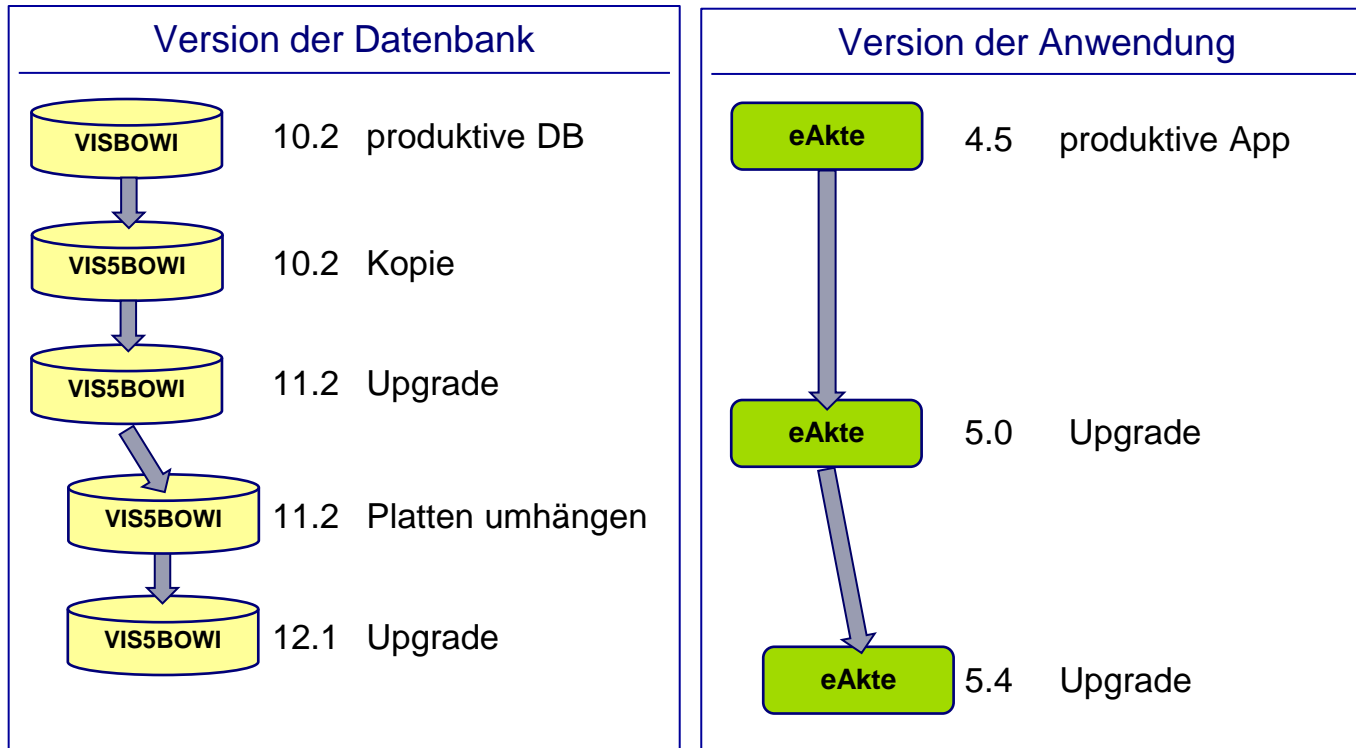 Version der Datenbank
VISBOWI 10.2 produktive DB
VIS5BOWI 10.2 Kopie
VIS5BOWI 11.2 Upgrade
VIS5BOWI 11.2 Platten umhängen
VIS5BOWI 12.1 Upgrade
Version der Anwendung
eAkte 4.5 produktive App
eAkte 5.0 Upgrade
eAkte 5.4 Upgrade